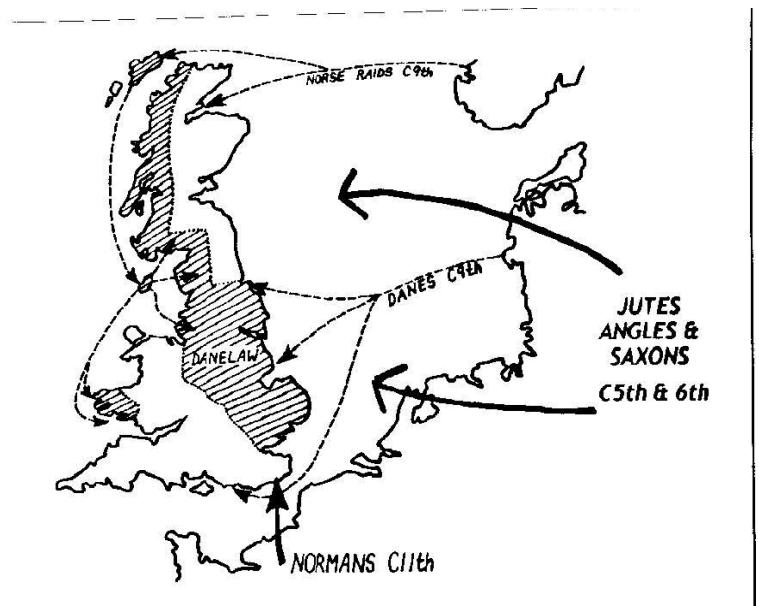 NORSE RAIDS C9th
DANES C9th
JUTES
ANGLES &
SAXONS
C5th & 6th
DANELAW
NORMANS C11th